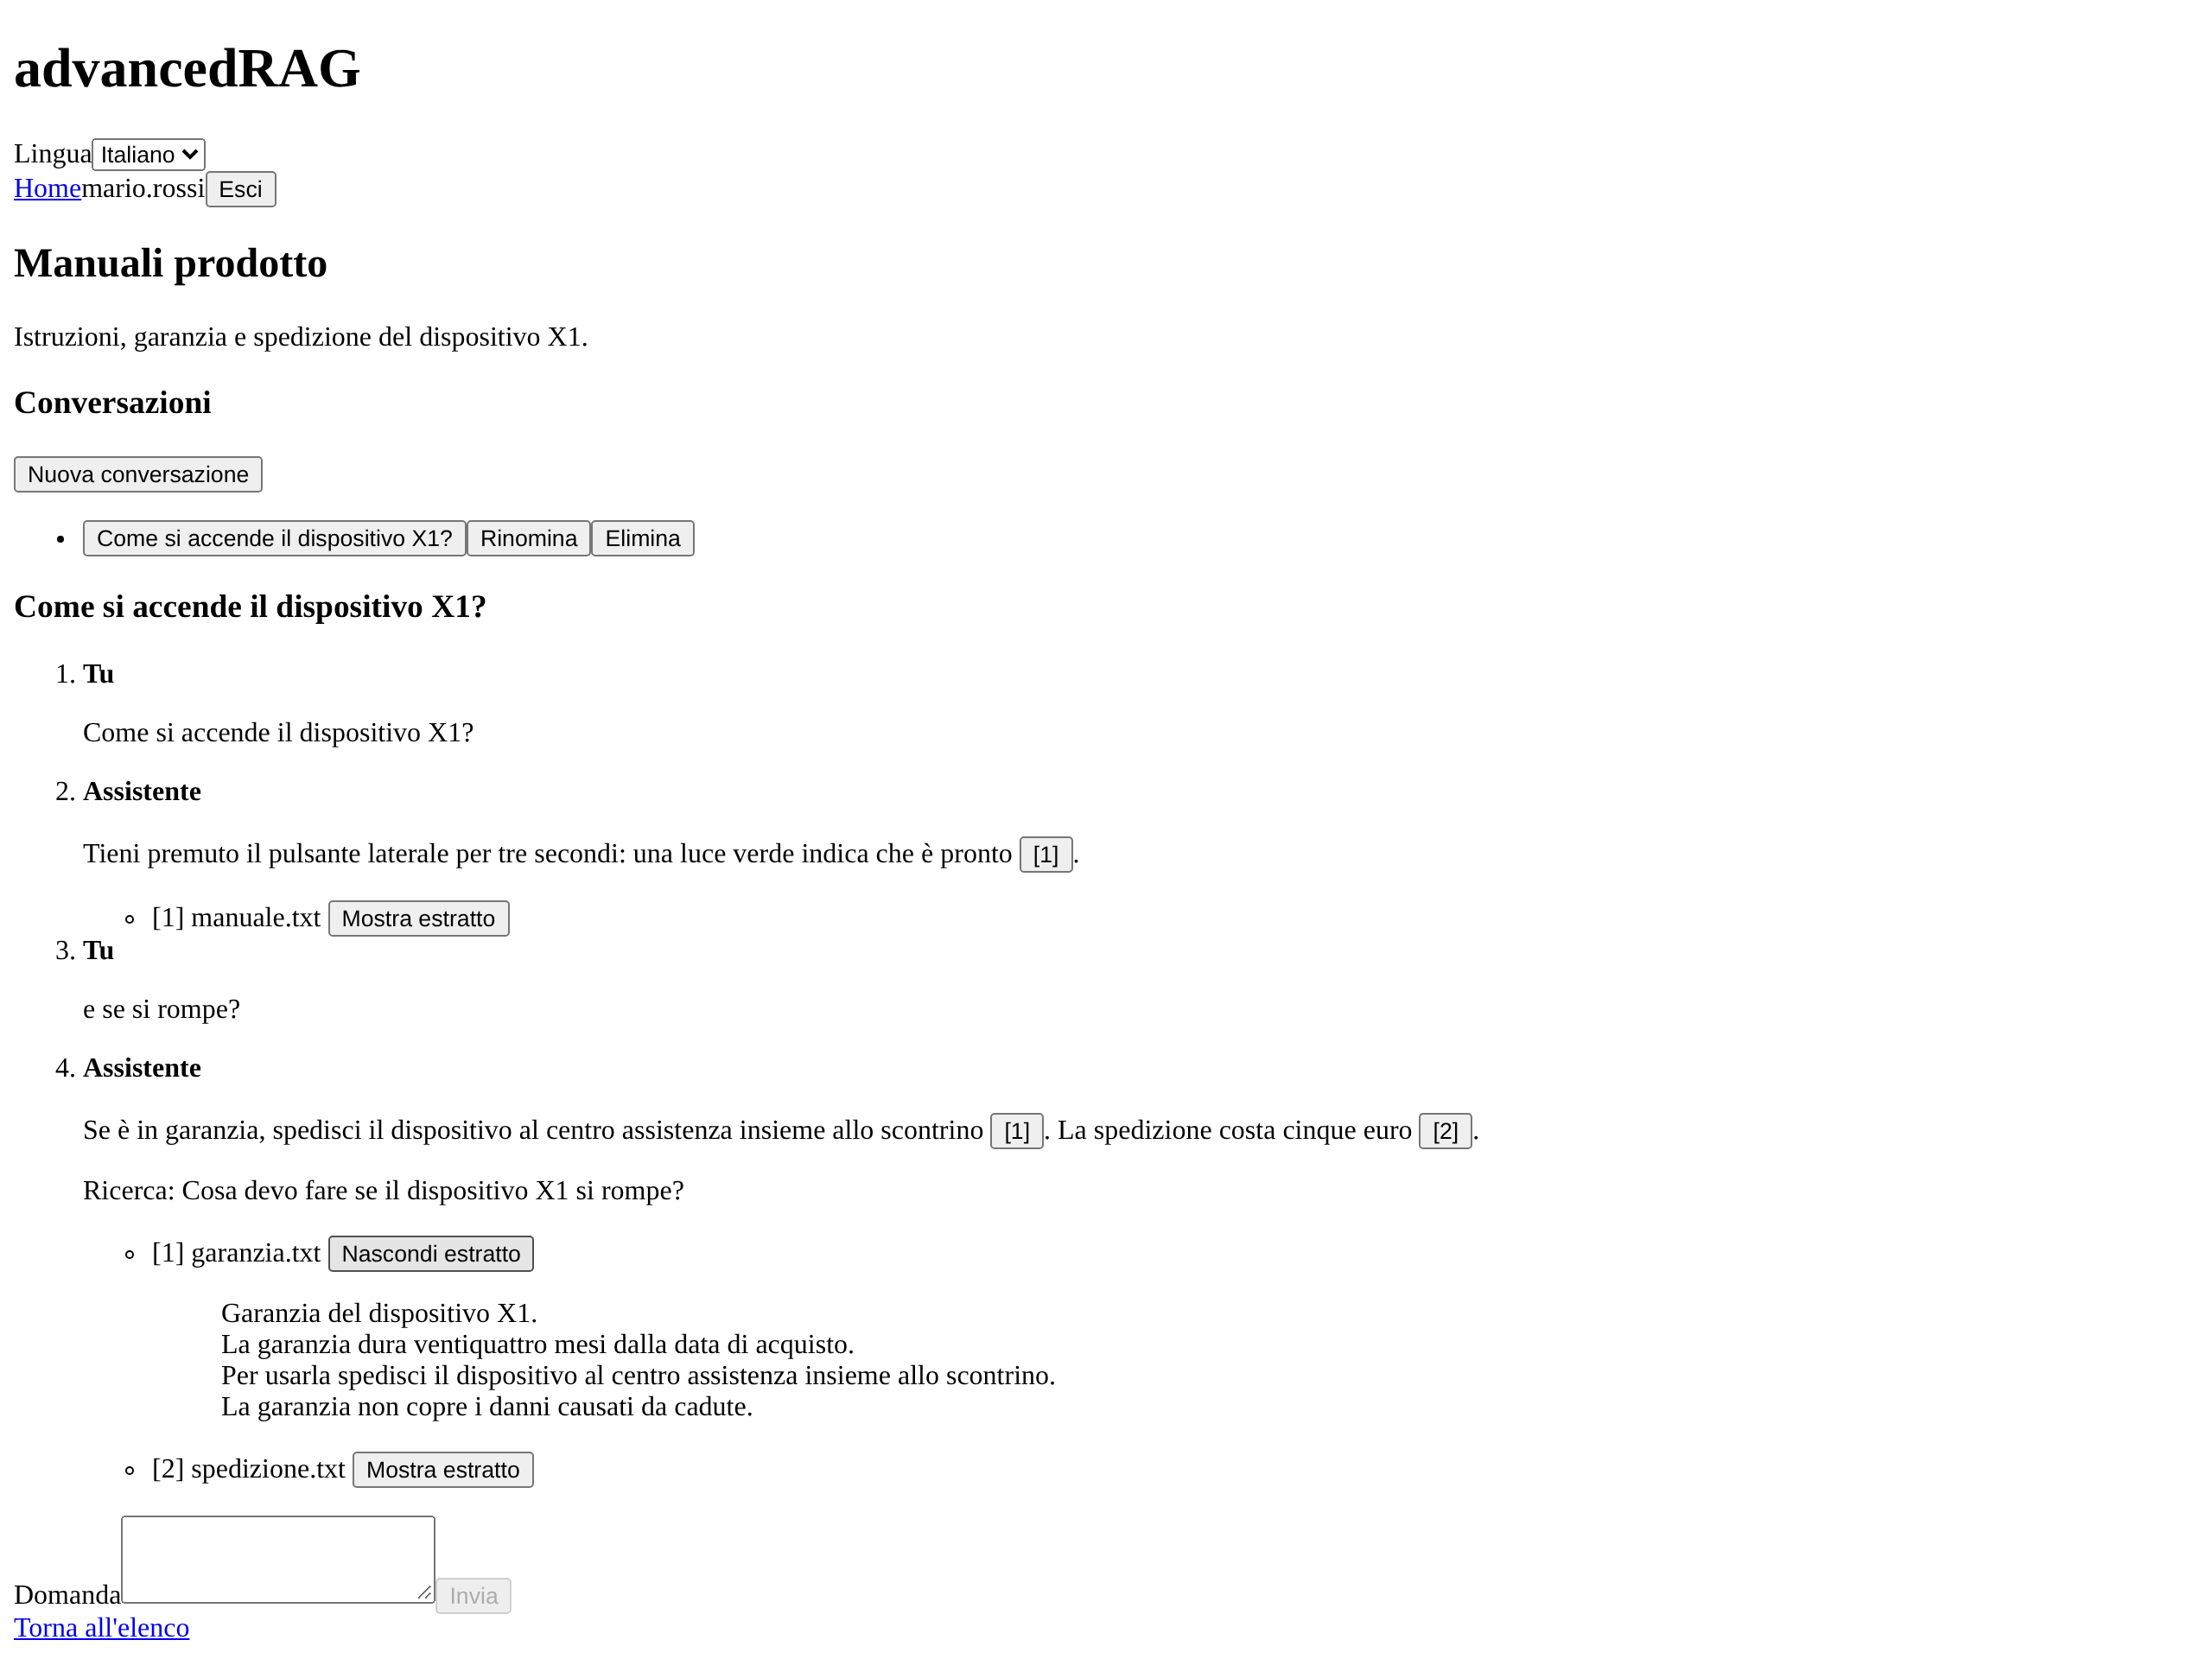 advancedRAG
Lingua Italiano
Home mario.rossi Esci
Manuali prodotto
Istruzioni, garanzia e spedizione del dispositivo X1.
Conversazioni
Nuova conversazione
• Come si accende il dispositivo X1? Rinomina Elimina
Come si accende il dispositivo X1?
1. Tu
Come si accende il dispositivo X1?
2. Assistente
Tieni premuto il pulsante laterale per tre secondi: una luce verde indica che è pronto [1].
[1] manuale.txt Mostra estratto
3. Tu
e se si rompe?
4. Assistente
Se è in garanzia, spedisci il dispositivo al centro assistenza insieme allo scontrino [1]. La spedizione costa cinque euro [2].
Ricerca: Cosa devo fare se il dispositivo X1 si rompe?
[1] garanzia.txt Nascondi estratto
Garanzia del dispositivo X1.
La garanzia dura ventiquattro mesi dalla data di acquisto.
Per usarla spedisci il dispositivo al centro assistenza insieme allo scontrino.
La garanzia non copre i danni causati da cadute.
[2] spedizione.txt Mostra estratto
Domanda Invia
Torna all'elenco